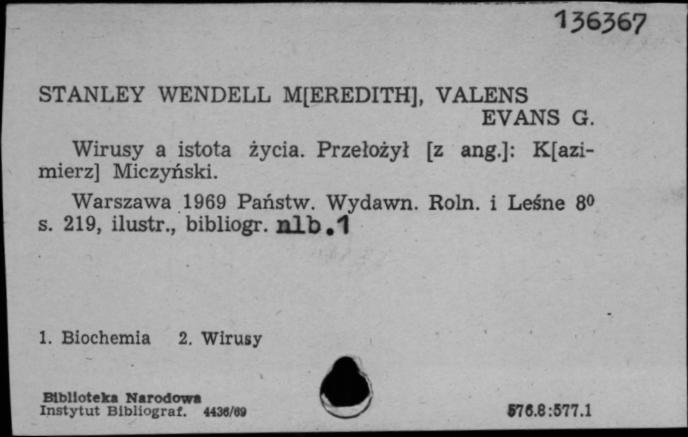 136367
STANLEY WENDELL M[EREDITH], VALENS
EVANS G.
Wirusy a istota życia. Przełożył [z ang.]: K[azi-
mierz] Miczyński.
Warszawa 1969 Państw. Wydawn. Roln. i Leśne 8⁰
s. 219, ilustr., bibliogr. nlb.1
1. Biochemia 2. Wirusy
Biblioteka Narodowa
Instytut Bibliograf. 4436/69
576.8:577.1